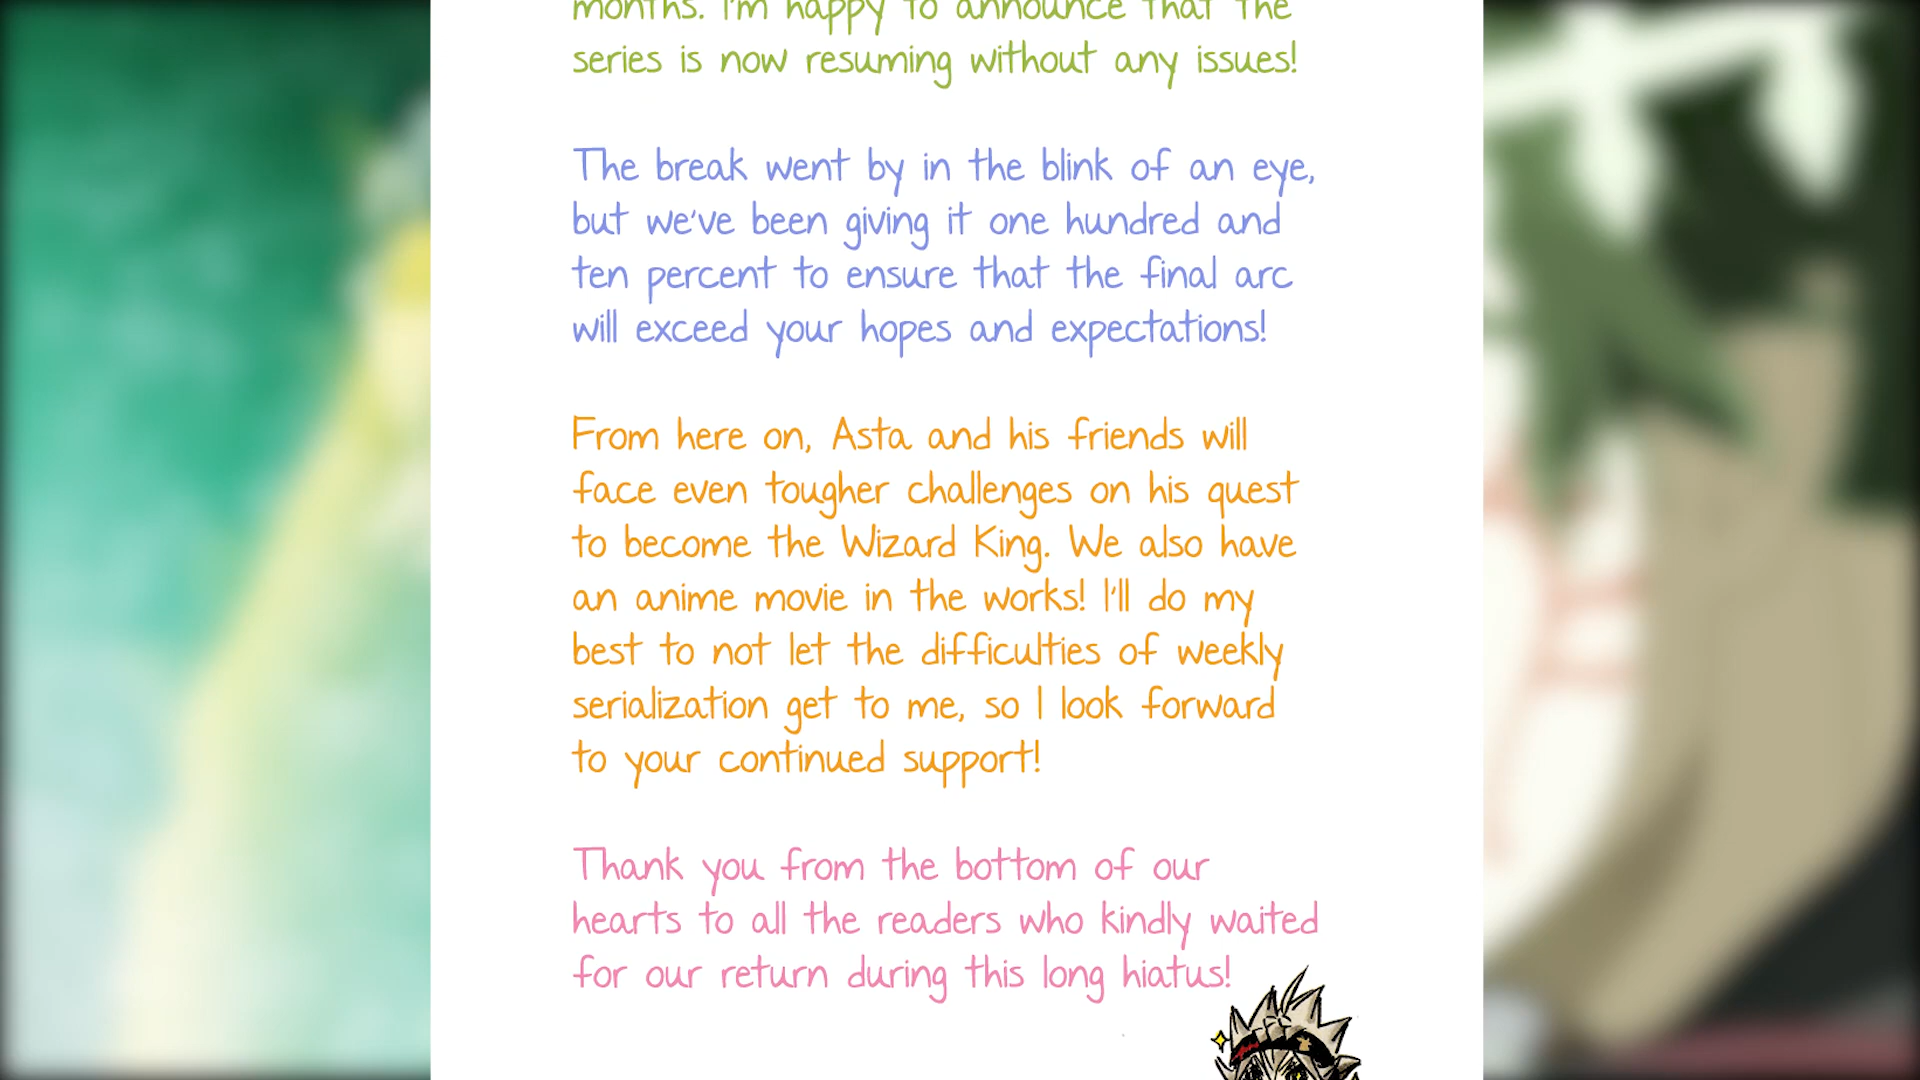 months. I'm happy to announce that the
series is now resuming without any issues!
The break went by in the blink of an eye,
but we've been giving it one hundred and
ten percent to ensure that the final arc
will exceed your hopes and expectations!
From here on, Asta and his friends will
face even tougher challenges on his quest
to become the Wizard King. We also have
an anime movie in the works! I'll do my
best to not let the difficulties of weekly
serialization get to me, so I look forward
to your continued support!
Thank you from the bottom of our
hearts to all the readers who kindly waited
for our return during this long hiatus!